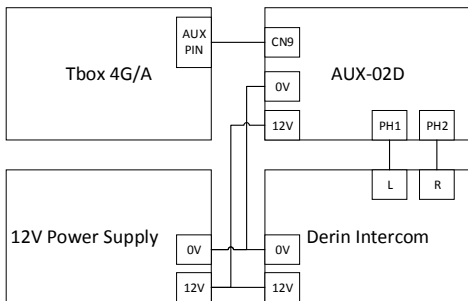 AUX
PIN
CN9
Tbox 4G/A
AUX-02D
0V
12V
PH1
PH2
L
R
12V Power Supply
0V
12V
0V
12V
Derin Intercom